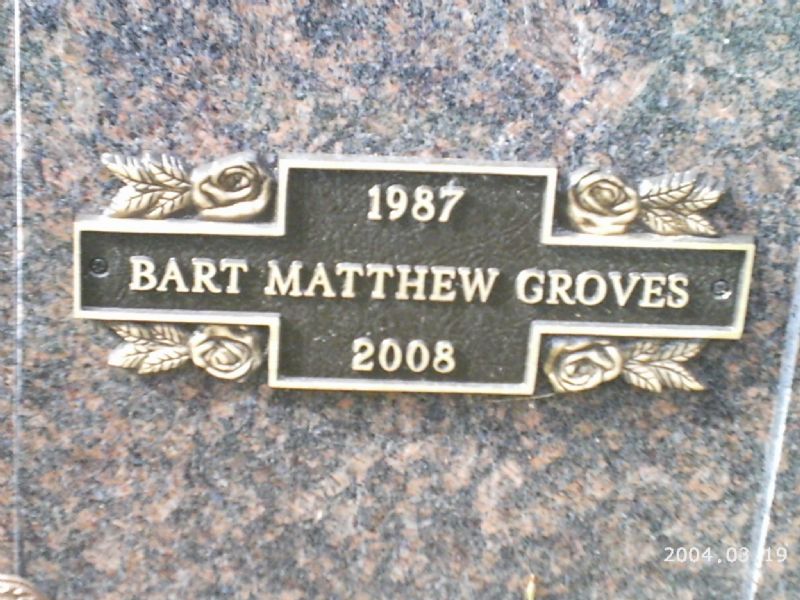 1987
BART MATTHEW GROVES
2008
2004.03.19